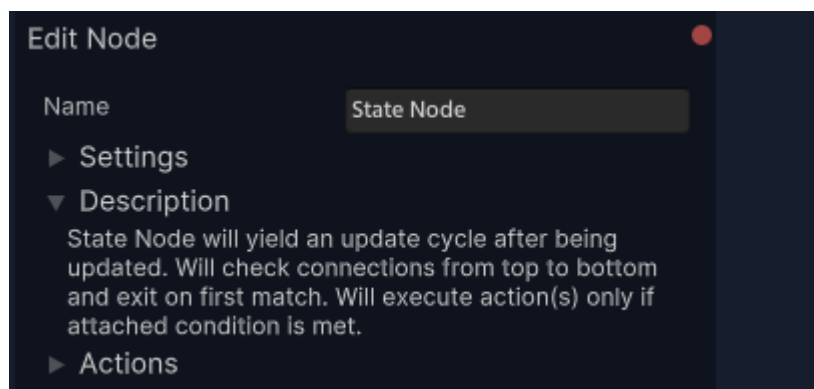 Edit Node
Name
State Node
Settings
Description
State Node will yield an update cycle after being
updated. Will check connections from top to bottom
and exit on first match. Will execute action(s) only if
attached condition is met.
Actions